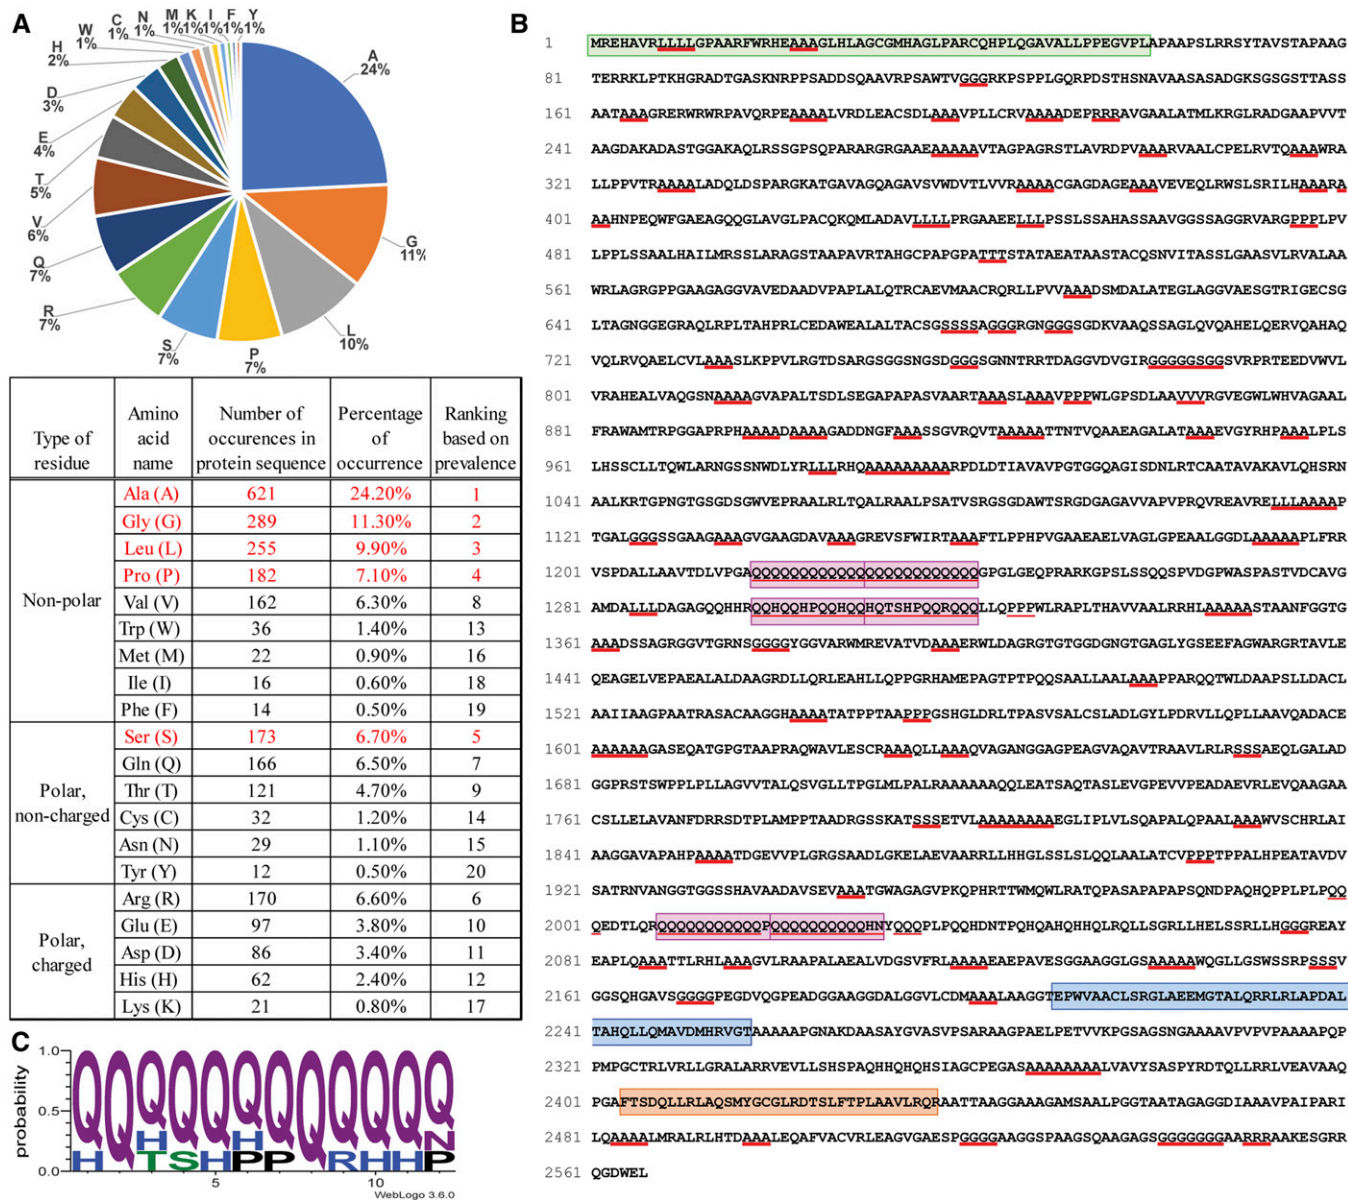 A
B
A
24%
G
11%
L
10%
P
7%
S
7%
R
7%
Q
7%
V
6%
T
5%
E
4%
D
3%
H
2%
W
1%
C
1%
N
1%
M
1%
K
1%
I
1%
F
1%
Y
1%
Type of residue | Amino acid name | Number of occurences in protein sequence | Percentage of occurrence | Ranking based on prevalence
Non-polar
Ala (A) 621 24.20% 1
Gly (G) 289 11.30% 2
Leu (L) 255 9.90% 3
Pro (P) 182 7.10% 4
Val (V) 162 6.30% 8
Trp (W) 36 1.40% 13
Met (M) 22 0.90% 16
Ile (I) 16 0.60% 18
Phe (F) 14 0.50% 19
Polar, non-charged
Ser (S) 173 6.70% 5
Gln (Q) 166 6.50% 7
Thr (T) 121 4.70% 9
Cys (C) 32 1.20% 14
Asn (N) 29 1.10% 15
Tyr (Y) 12 0.50% 20
Polar, charged
Arg (R) 170 6.60% 6
Glu (E) 97 3.80% 10
Asp (D) 86 3.40% 11
His (H) 62 2.40% 12
Lys (K) 21 0.80% 17
C
probability
1.0
0.5
0.0
5
10
WebLogo 3.6.0
1 MREHAVRLLLLGPAARFWRHEAAAGLHLAGCGMHAGLPARCQHPLQGAVALLPPEGVPLAPAAPSLRRSYTAVSTAPAAG
81 TERRKLPTKHGRADTGASKNRPPSADDSQAAVRPSAWTVGGGRKPSPPLGQRPDSTHSNAVAASASADGKSGSGSTTASS
161 AATAAAGRERWRWRPAVQRPEAAAALVRDLEACSDLAAAVPLLCRVAAAADEPRRRAVGAALATMLKRGLRADGAAPVVT
241 AAGDAKADASTGGAKAQLRSSGPSQPARARGRGAAEAAAAAVTAGPAGRSTLAVRDPVAAARVAALCPELRVTQAAAWRA
321 LLPPVTRAAAALADQLDSPARGKATGAVAGQAGAVSVWDVTLVVRAAAACGAGDAGEAAAVEVEQLRWSLSRILHAAARA
401 AAHNPEQWFGAEAGQQGLAVGLPACQKQMLADAVLLLLPRGAAEELLLPSSLSSAHASSAAVGGSSAGGRVARGPPPLPV
481 LPPLSSAALHAILMRSSLARAGSTAAPAVRTAHGCPAPGPATTTSTATAEATAASTACQSNVITASSLGAASVLRVALAA
561 WRLAGRGPPGAAGAGGVAVEDAADVPAPLALQTRCAEVMAACRQRLLPVVAAADSMDALATEGLAGGVAESGTRIGECSG
641 LTAGNGGEGRAQLRPLTAHPRLCEDAWEALALTACSGSSSSAGGGRGNGGGSGDKVAAQSSAGLQVQAHELQERVQAHAQ
721 VQLRVQAELCVLAAASLKPPVLRGTDSARGSGGSNGSDGGGSGNNTRRTDAGGVDVGIRGGGGGSGGSVRPRTEEDVWVL
801 VRAHEALVAQGSNAAAAGVAPALTSDLSEGAPAPASVAARTAAASLAAAVPPPWLGPSDLAAVVVRGVEGWLWHVAGAAL
881 FRAWAMTRPGGAPRPHAAAADAAAAGADDNGFAAASSGVRQVTAAAAATTNTVQAAEAGALATAAAEVGYRHPAAALPLS
961 LHSSCLLTQWLARNGSSNWDLYRLLLRHQAAAAAAAAARPDLDTIAVAVPGTGGQAGISDNLRTCAATAVAKAVLQHSRN
1041 AALKRTGPNGTGSGDSGWVEPRAALRLTQALRAALPSATVSRGSGDAWTSRGDGAGAVVAPVPRQVREAVRELLLAAAAP
1121 TGALGGGSSGAAGAAAGVGAAGDAVAAAGREVSFWIRTAAAFTLPPHPVGAAEAELVAGLGPEAALGGDLAAAAAPLFRR
1201 VSPDALLAAVTDLVPGAQQQQQQQQQQQQQQQQQQQQQQQQGPGLGEQPRARKGPSLSSQQSPVDGPWASPASTVDCAVG
1281 AMDALLLDAGAGQQHHRQQHQQHPQQHQQHQTSHPQQRQQQLLQPPPWLRAPLTHAVVAALRRHLAAAAASTAANFGGTG
1361 AAADSSAGRGGVTGRNSGGGGYGGVARWMREVATVDAAAERWLDAGRGTGTGGDGNGTGAGLYGSEEFAGWARGRTAVLE
1441 QEAGELVEPAEALALDAAGRDLLQRLEAHLLQPPGRHAMEPAGTPTPQQSAALLAALAAAPPARQQTWLDAAPSLLDACL
1521 AAIIAAGPAATRASACAAGGHAAAATATPPTAAPPPGSHGLDRLTPASVSALCSLADLGYLPDRVLLQPLLAAVQADACE
1601 AAAAAAGASEQATGPGTAAPRAQWAVLESCRAAAQLLAAAQVAGANGGAGPEAGVAQAVTRAAVLRLRSSSAEQLGALAD
1681 GGPRSTSWPPLPLLAGVVTALQSVGLLTPGLMLPALRAAAAAAQQLEATSAQTASLEVGPEVVPEADAEVRLEVQAAGAA
1761 CSLLELAVANFDRRSDTPLAMPPTAADRGSSKATSSSETVLAAAAAAAAEGLIPLVLSQAPALQPAALAAAWVSCHRLAI
1841 AAGGAVAPAHPAAAATDGEVVPLGRGSAADLGKELAEVAARRLLHHGLSSLSLQQLAALATCVPPPTPPALHPEATAVDV
1921 SATRNVANGGTGGSSHAVAADAVSEVAAATGWAGAGVPKQPHRTTWMQWLRATQPASAPAPAPSQNDPAQHQPPLPLPQQ
2001 QEDTLQRQQQQQQQQQQQPQQQQQQQQQQHNYQQQPLPQQHDNTPQHQAHQHHQLRQLLSGRLLHELSSRLLHGGGREAY
2081 EAPLQAAATTLRHLAAAGVLRAAPALAEALVDGSVFRLAAAAEAEPAVESGGAAGGLGSAAAAAWQGLLGSWSSRPSSSV
2161 GGSQHGAVSGGGGPEGDVQGPEADGGAAGGDALGGVLCDMAAALAAGGTEPWVAACLSRGLAEEMGTALQRRLRLAPDAL
2241 TAHQLLQMAVDMHRVGTAAAAAPGNAKDAASAYGVASVPSARAAGPAELPETVVKPGSAGSNGAAAAVPVPVPAAAAPQP
2321 PMPGCTRLVRLLGRALARRVEVLLSHSPAQHHQHQHSIAGCPEGASAAAAAAAALVAVYSASPYRDTQLLRRLVEAVAAQ
2401 PGAFTSDQLLRLAQSMYGCGLRDTSLFTPLAAVLRQRAATTAAGGAAAGAMSAALPGGTAATAGAGGDIAAAVPAIPARI
2481 LQAAAALMRALRLHTDAAALEQAFVACVRLEAGVGAESPGGGGAAGGSPAAGSQAAGAGSGGGGGGGAARRRAAKESGRR
2561 QGDWEL